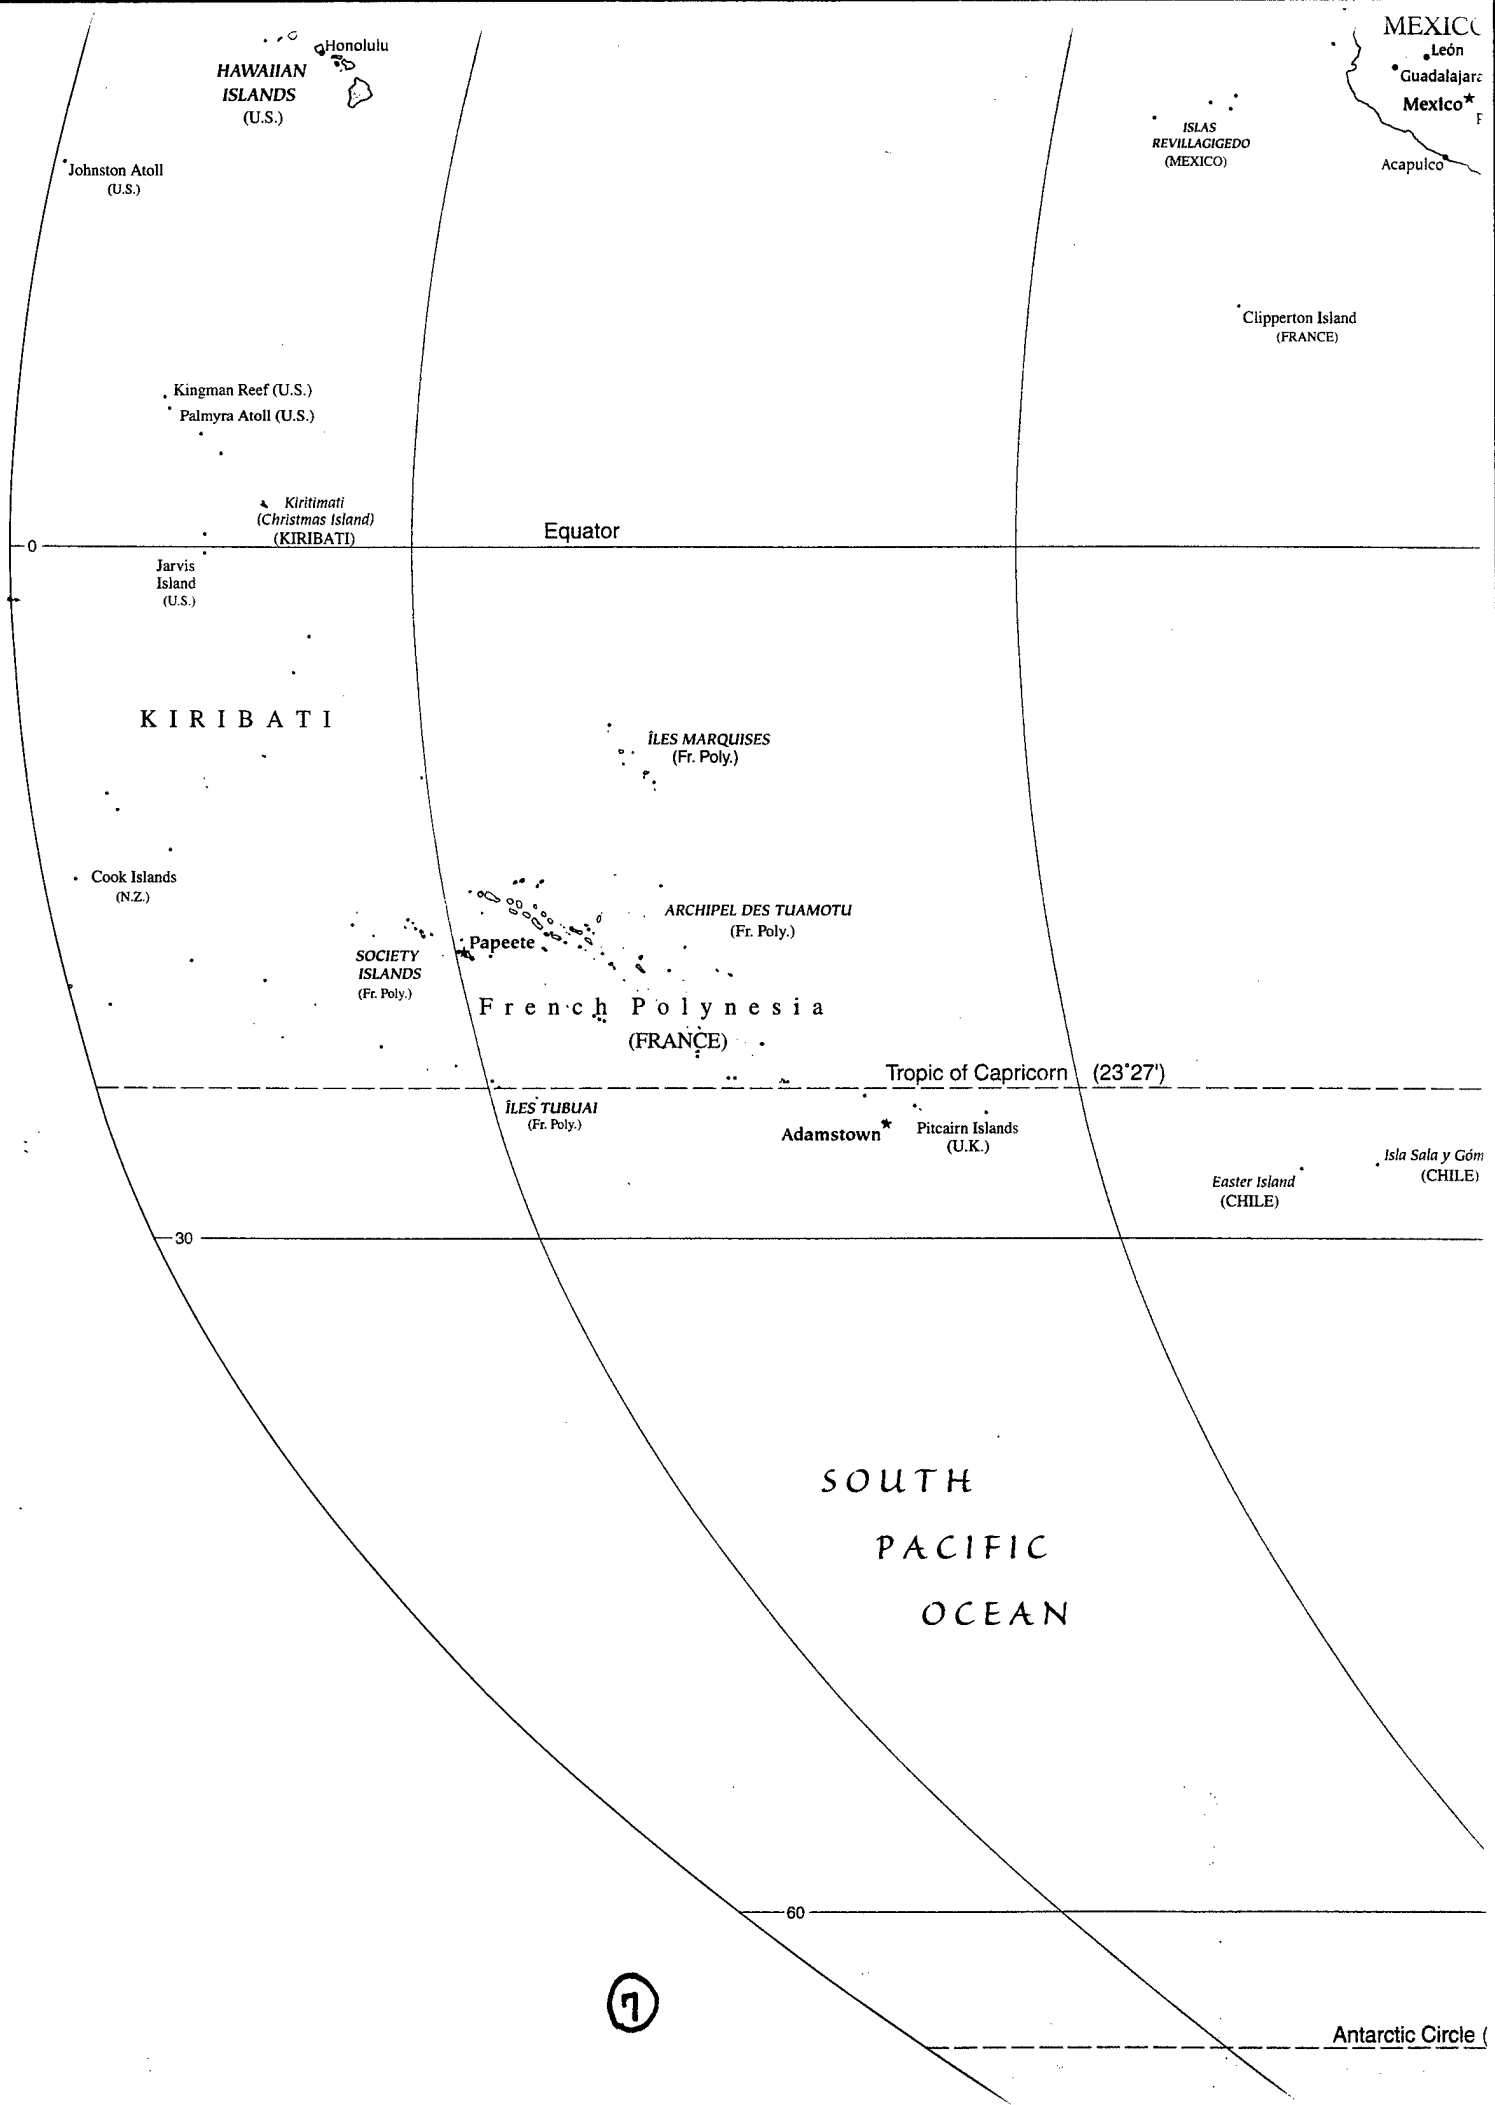 MEXIC
León
Guadalajara
Mexico
Acapulco
Honolulu
HAWAIIAN
ISLANDS
(U.S.)
ISLAS
REVILLAGIGEDO
(MEXICO)
Johnston Atoll
(U.S.)
Clipperton Island
(FRANCE)
Kingman Reef (U.S.)
Palmyra Atoll (U.S.)
Kiritimati
(Christmas Island)
(KIRIBATI)
Equator
0
Jarvis
Island
(U.S.)
KIRIBATI
ÎLES MARQUISES
(Fr. Poly.)
Cook Islands
(N.Z.)
ARCHIPEL DES TUAMOTU
(Fr. Poly.)
Papeete
SOCIETY
ISLANDS
(Fr. Poly.)
French Polynesia
(FRANCE)
Tropic of Capricorn (23°27')
ÎLES TUBUAI
(Fr. Poly.)
Adamstown
Pitcairn Islands
(U.K.)
Easter Island
(CHILE)
Isla Sala y Góm
(CHILE)
30
SOUTH
PACIFIC
OCEAN
60
7
Antarctic Circle (